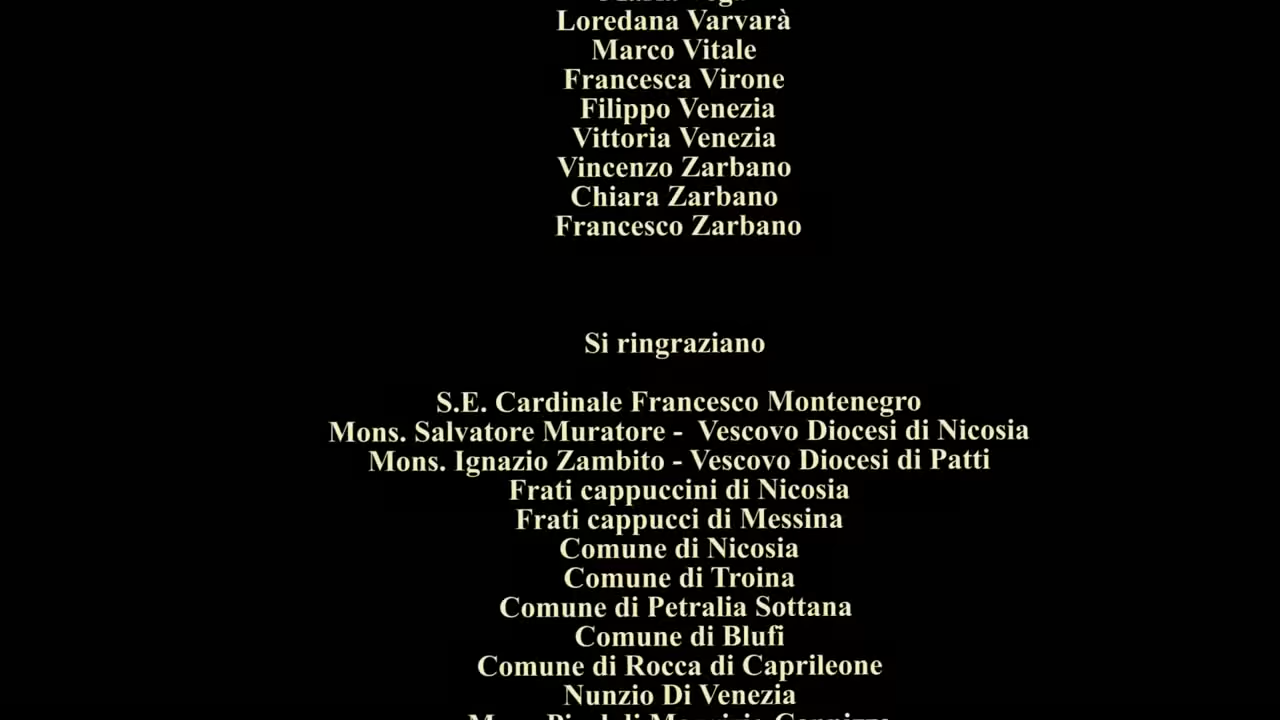 Loredana Varvarà
Marco Vitale
Francesca Virone
Filippo Venezia
Vittoria Venezia
Vincenzo Zarbano
Chiara Zarbano
Francesco Zarbano
Si ringraziano
S.E. Cardinale Francesco Montenegro
Mons. Salvatore Muratore - Vescovo Diocesi di Nicosia
Mons. Ignazio Zambito - Vescovo Diocesi di Patti
Frati cappuccini di Nicosia
Frati cappucci di Messina
Comune di Nicosia
Comune di Troina
Comune di Petralia Sottana
Comune di Blufi
Comune di Rocca di Caprileone
Nunzio Di Venezia